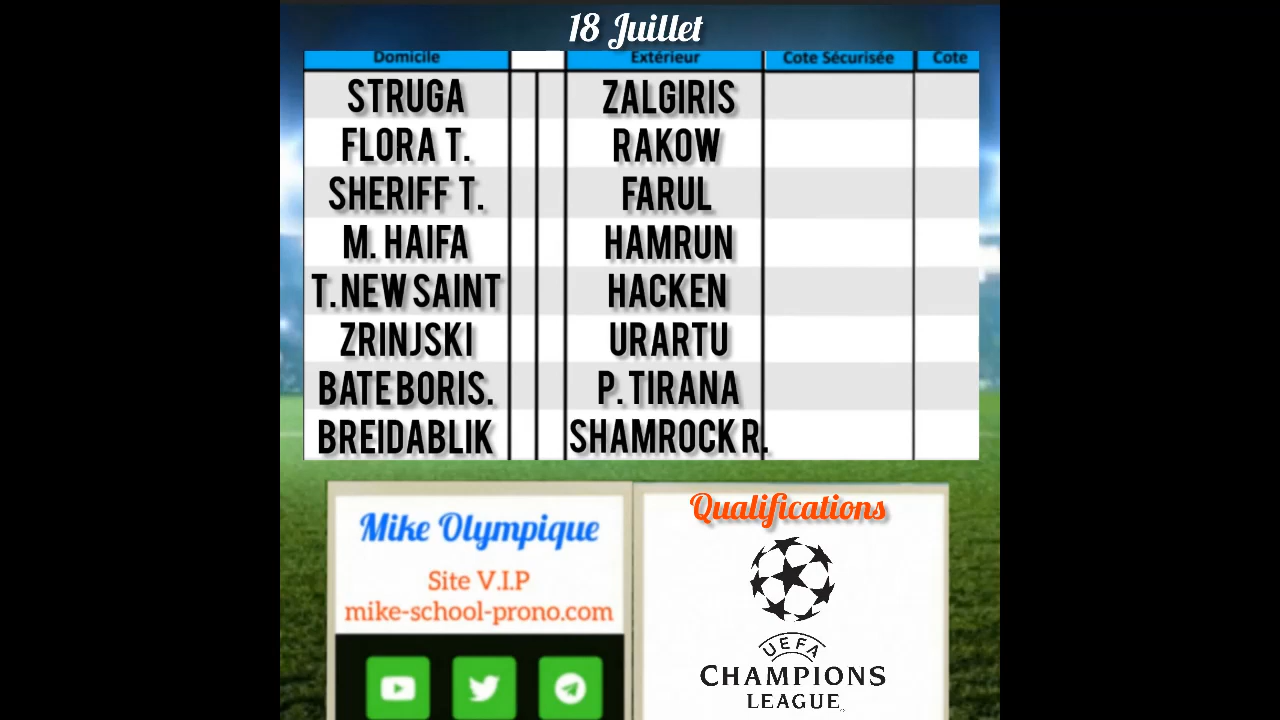 18 Juillet
Domicile Extérieur Cote Sécurisée Cote
STRUGA ZALGIRIS
FLORA T. RAKOW
SHERIFF T. FARUL
M. HAIFA HAMRUN
T. NEW SAINT HACKEN
ZRINJSKI URARTU
BATE BORIS. P. TIRANA
BREIDABLIK SHAMROCK R.
Mike Olympique
Site V.I.P
mike-school-prono.com
Qualifications
UEFA
CHAMPIONS
LEAGUE